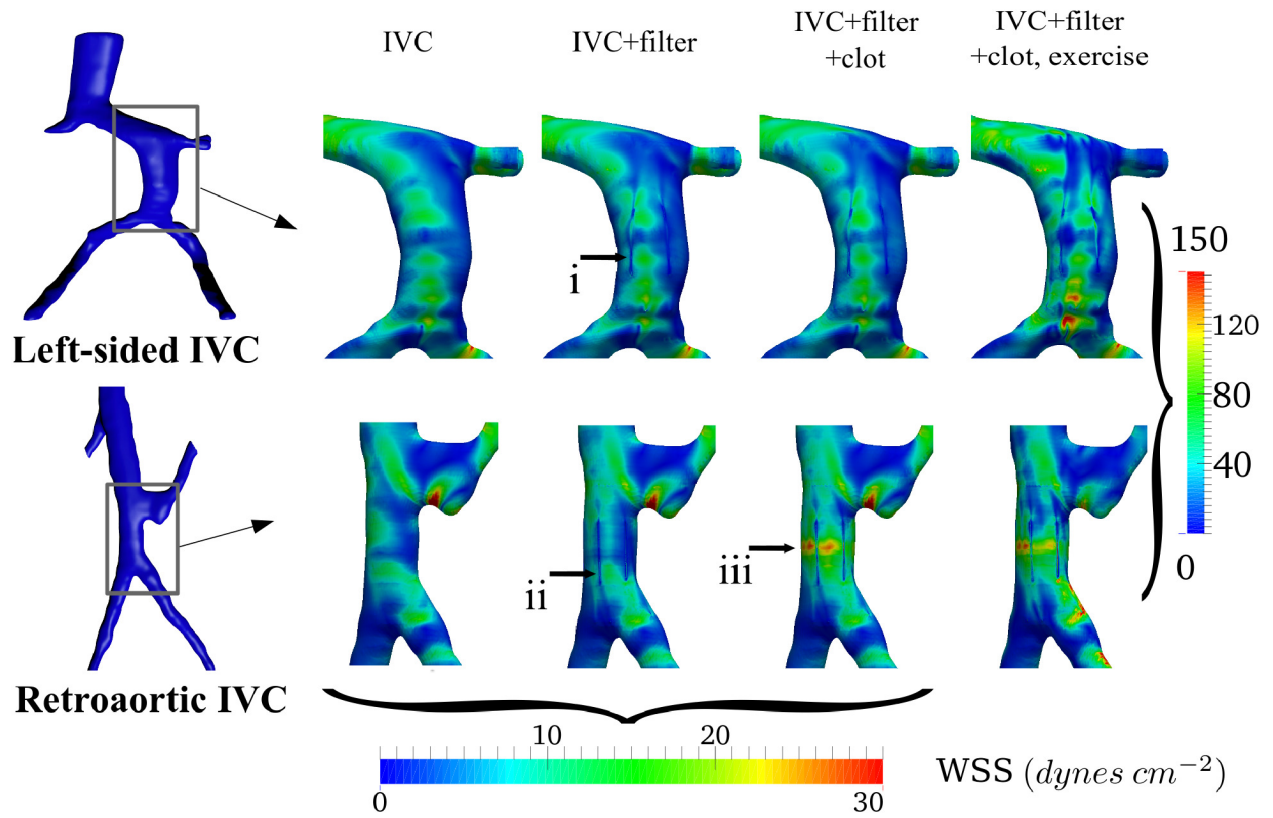 IVC
IVC+filter
IVC+filter
+clot
IVC+filter
+clot, exercise
i
Left-sided IVC
150
120
80
40
0
ii
iii
Retroaortic IVC
10
20
0
30
WSS (dynes cm⁻²)